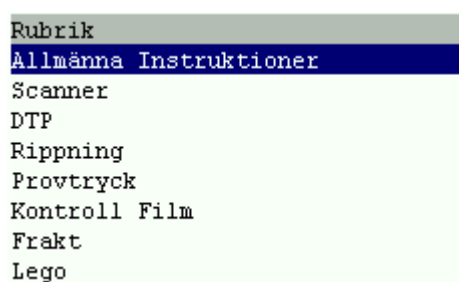 Rubrik
Allmänna Instruktioner
Scanner
DTP
Rippning
Provtryck
Kontroll Film
Frakt
Lego